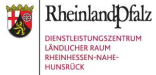 RheinlandPfalz
DIENSTLEISTUNGSZENTRUM
LÄNDLICHER RAUM
RHEINHESSEN-NAHE-
HUNSRÜCK